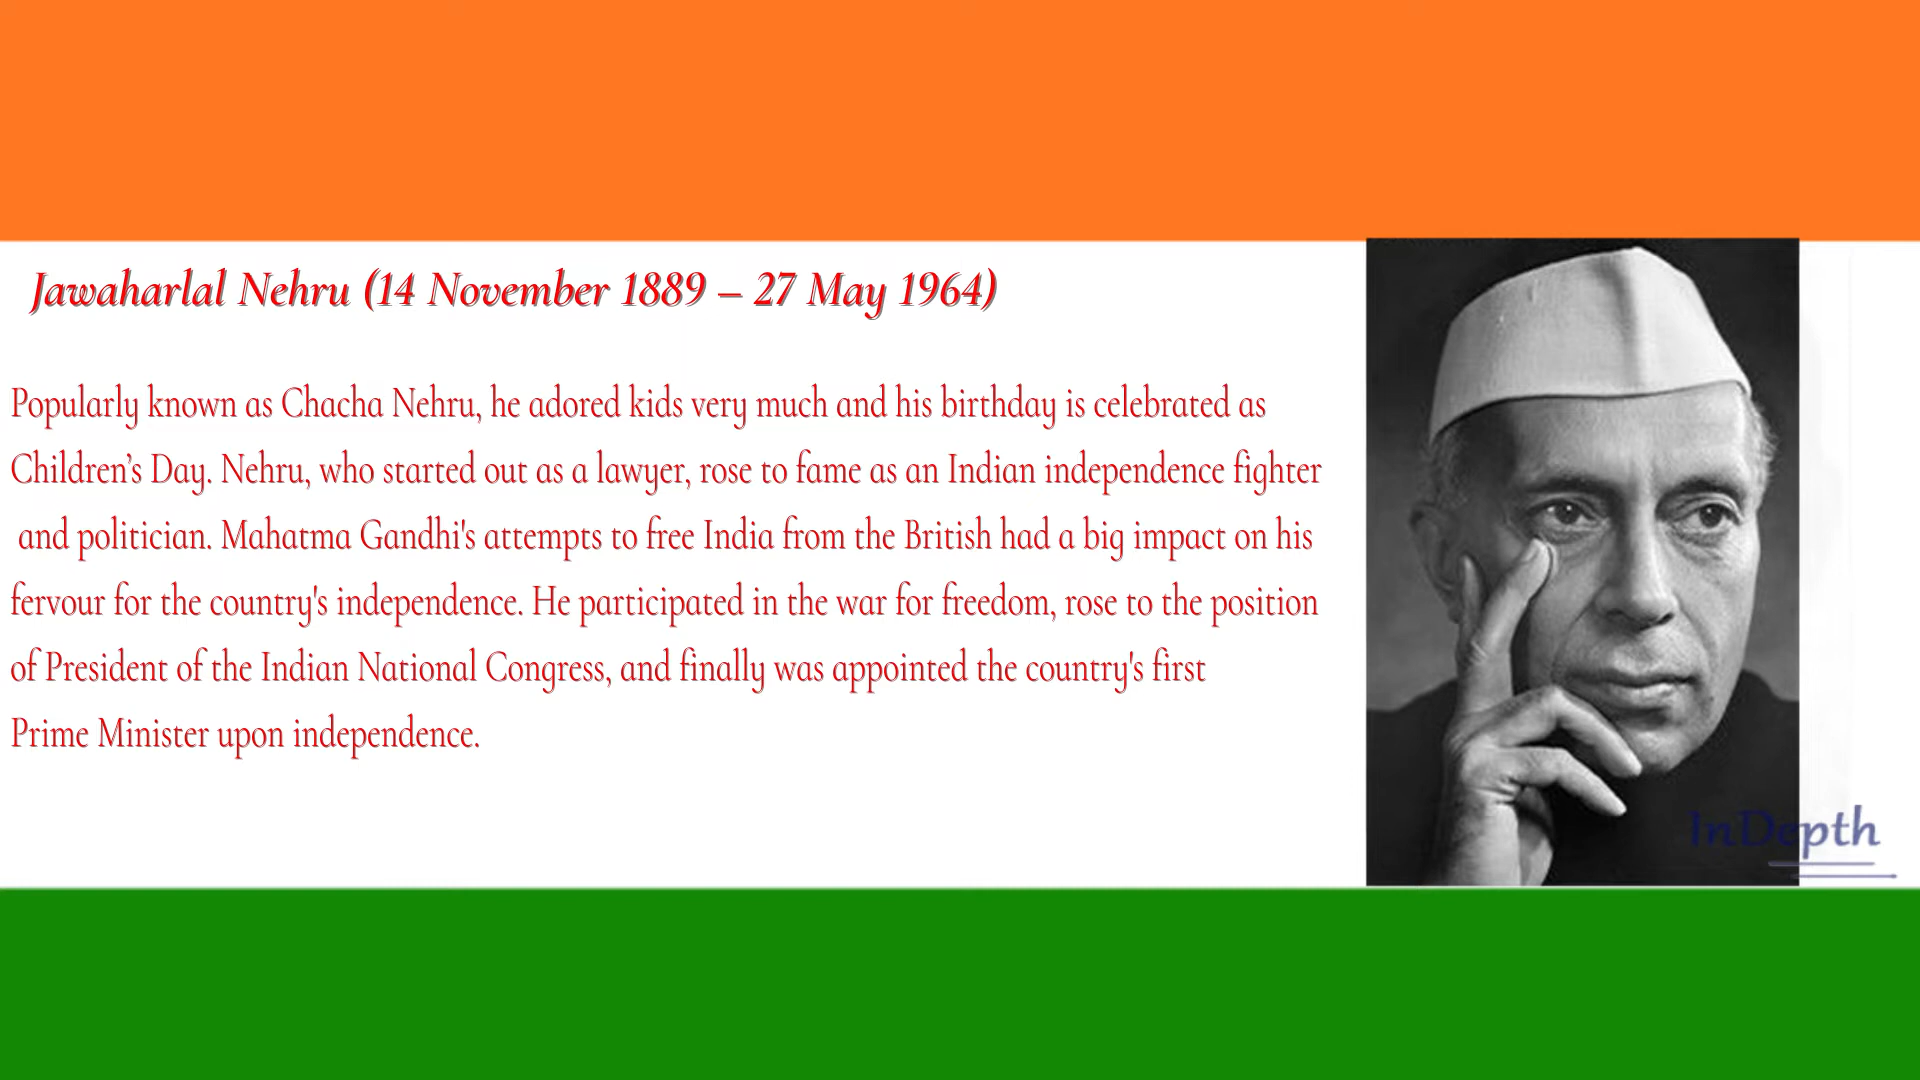 Jawaharlal Nehru (14 November 1889 – 27 May 1964)
Popularly known as Chacha Nehru, he adored kids very much and his birthday is celebrated as
Children’s Day. Nehru, who started out as a lawyer, rose to fame as an Indian independence fighter
and politician. Mahatma Gandhi's attempts to free India from the British had a big impact on his
fervour for the country's independence. He participated in the war for freedom, rose to the position
of President of the Indian National Congress, and finally was appointed the country's first
Prime Minister upon independence.
InDepth